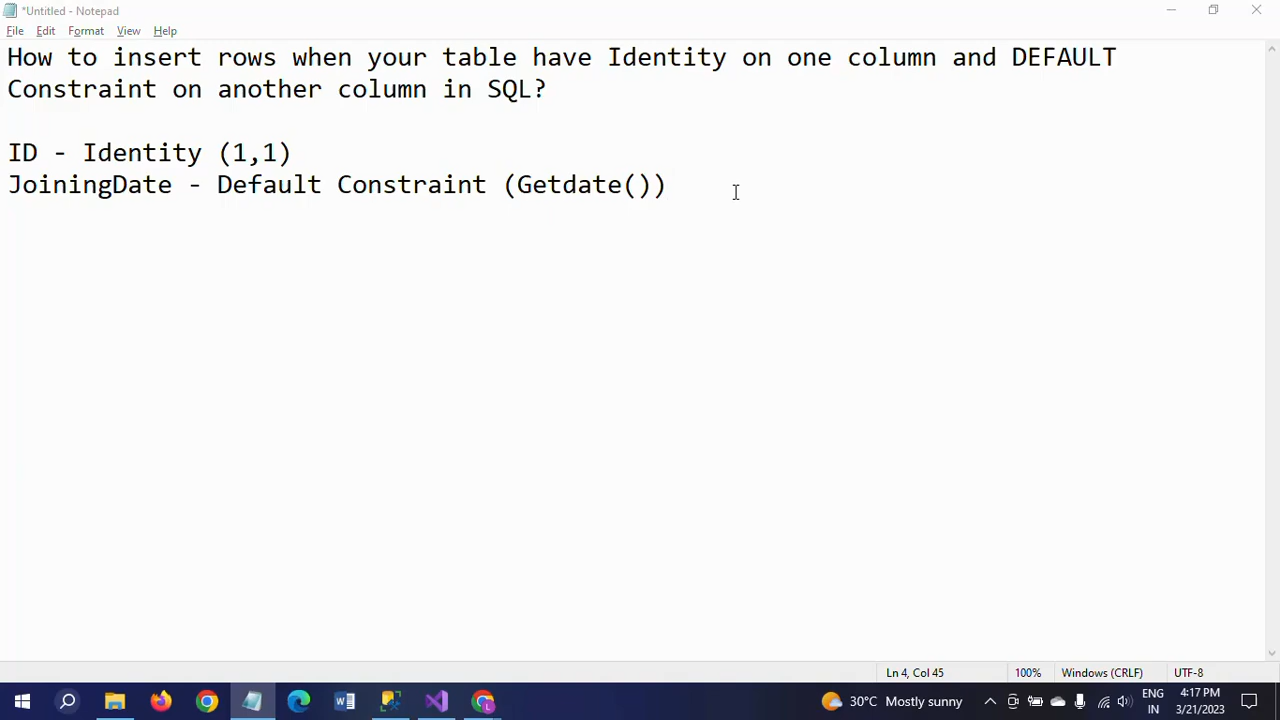 *Untitled - Notepad
File Edit Format View Help
How to insert rows when your table have Identity on one column and DEFAULT
Constraint on another column in SQL?
ID - Identity (1,1)
JoiningDate - Default Constraint (Getdate())
Ln 4, Col 45 100% Windows (CRLF) UTF-8
30°C Mostly sunny
ENG
IN
4:17 PM
3/21/2023